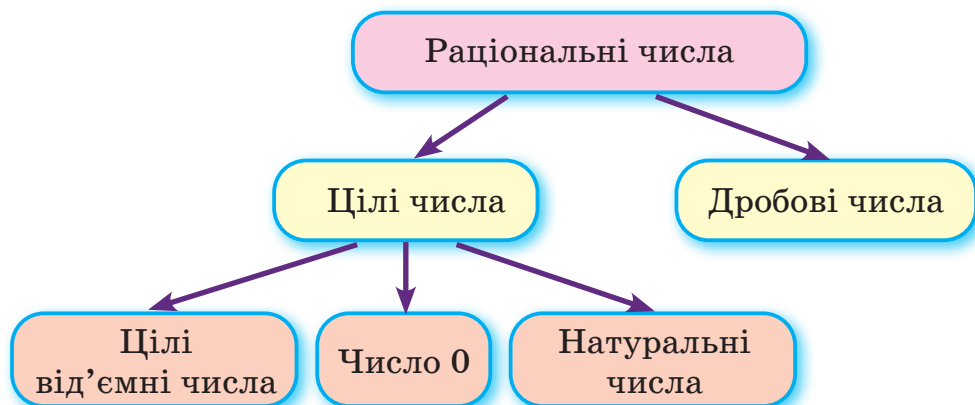 Раціональні числа
Цілі числа
Дробові числа
Цілі
від’ємні числа
Число 0
Натуральні
числа